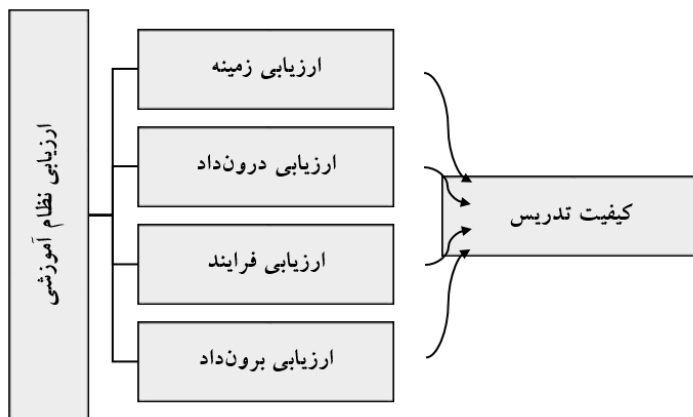 ارزیابی نظام آموزشی
ارزیابی زمینه
ارزیابی درون‌داد
ارزیابی فرایند
ارزیابی برون‌داد
کیفیت تدریس